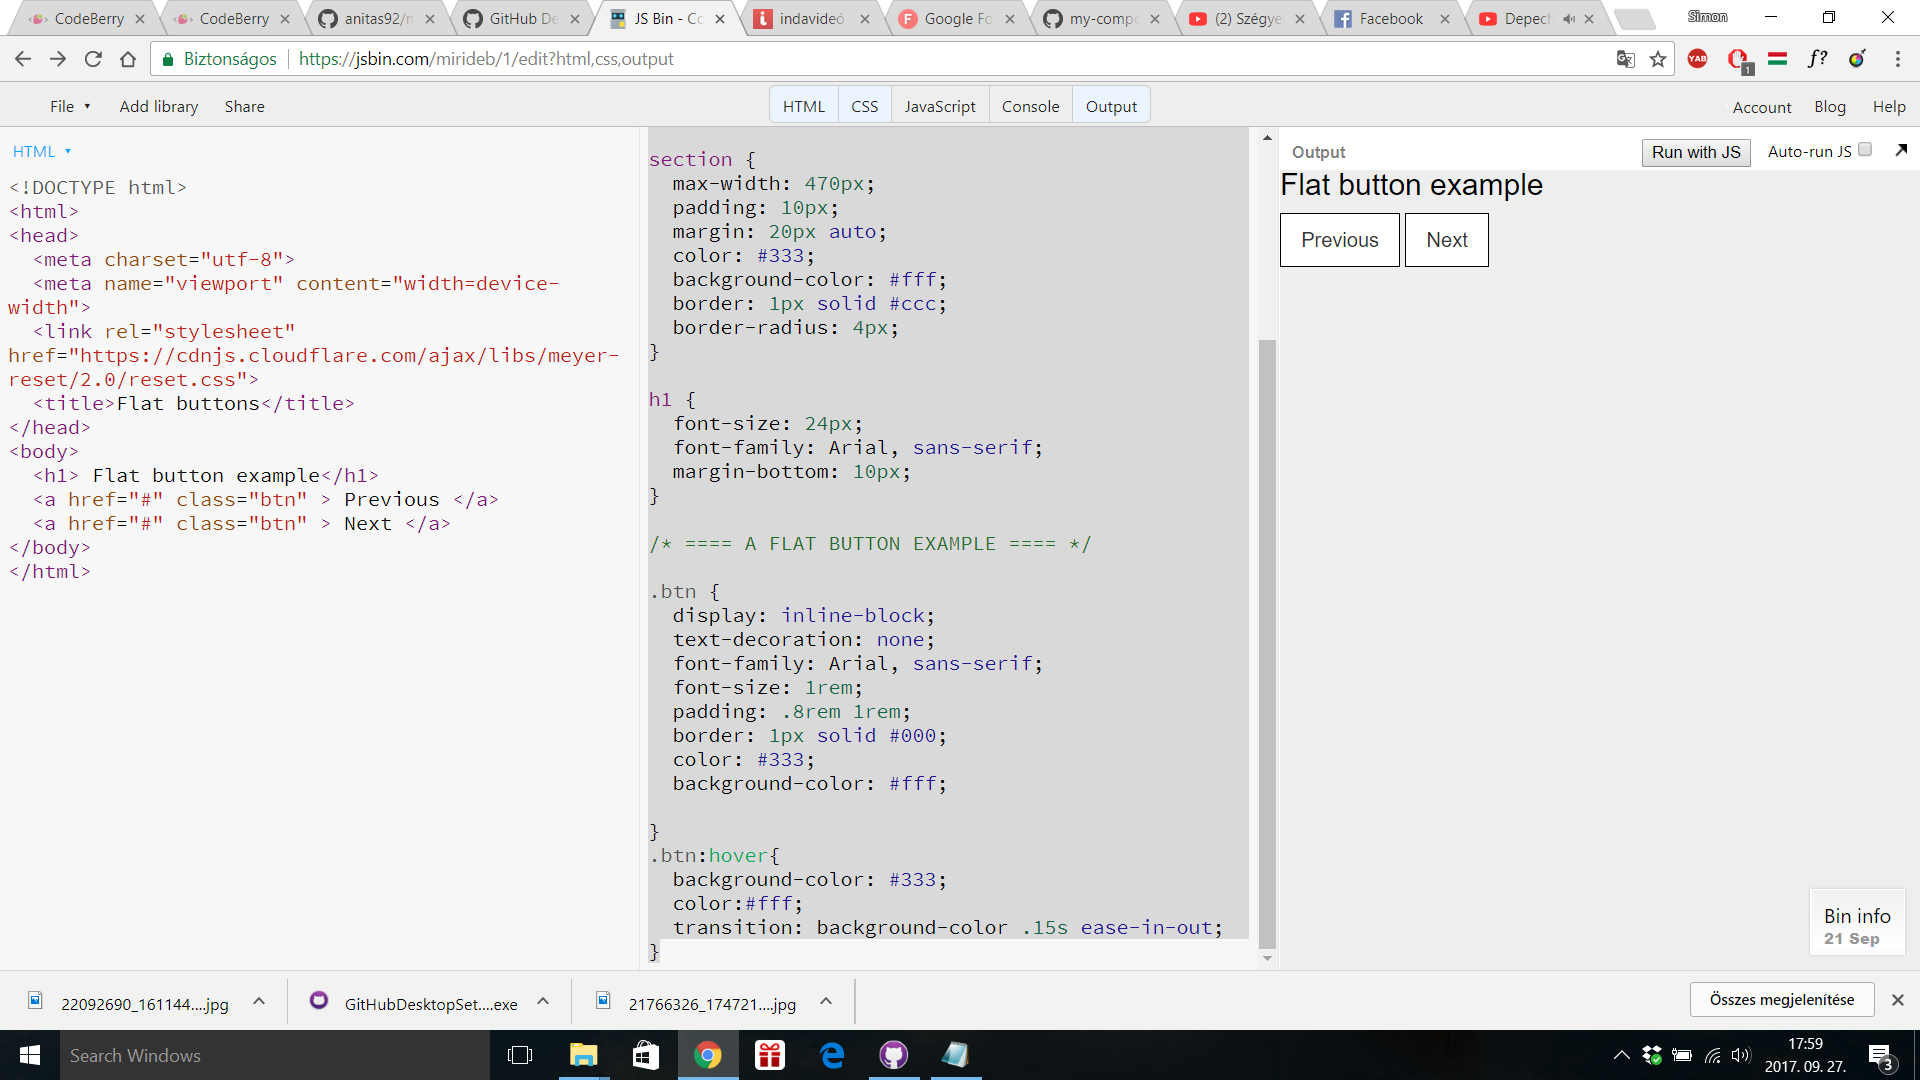 CodeBerry
CodeBerry
anitas92/m
GitHub De
JS Bin - Co
indavideó
Google Fo
my-compo
(2) Szégye
Facebook
Depech
Simon
Biztonságos
https://jsbin.com/mirideb/1/edit?html,css,output
YAB
1
f?
File
Add library
Share
HTML
CSS
JavaScript
Console
Output
Account
Blog
Help
HTML
<!DOCTYPE html>
<html>
<head>
<meta charset="utf-8">
<meta name="viewport" content="width=device-
width">
<link rel="stylesheet"
href="https://cdnjs.cloudflare.com/ajax/libs/meyer-
reset/2.0/reset.css">
<title>Flat buttons</title>
</head>
<body>
<h1> Flat button example</h1>
<a href="#" class="btn" > Previous </a>
<a href="#" class="btn" > Next </a>
</body>
</html>
section {
max-width: 470px;
padding: 10px;
margin: 20px auto;
color: #333;
background-color: #fff;
border: 1px solid #ccc;
border-radius: 4px;
}
h1 {
font-size: 24px;
font-family: Arial, sans-serif;
margin-bottom: 10px;
}
/* ==== A FLAT BUTTON EXAMPLE ==== */
.btn {
display: inline-block;
text-decoration: none;
font-family: Arial, sans-serif;
font-size: 1rem;
padding: .8rem 1rem;
border: 1px solid #000;
color: #333;
background-color: #fff;
}
.btn:hover{
background-color: #333;
color:#fff;
transition: background-color .15s ease-in-out;
}
Output
Run with JS
Auto-run JS
Flat button example
Previous
Next
Bin info
21 Sep
22092690_161144....jpg
GitHubDesktopSet....exe
21766326_174721....jpg
Összes megjelenítése
Search Windows
17:59
2017. 09. 27.
3